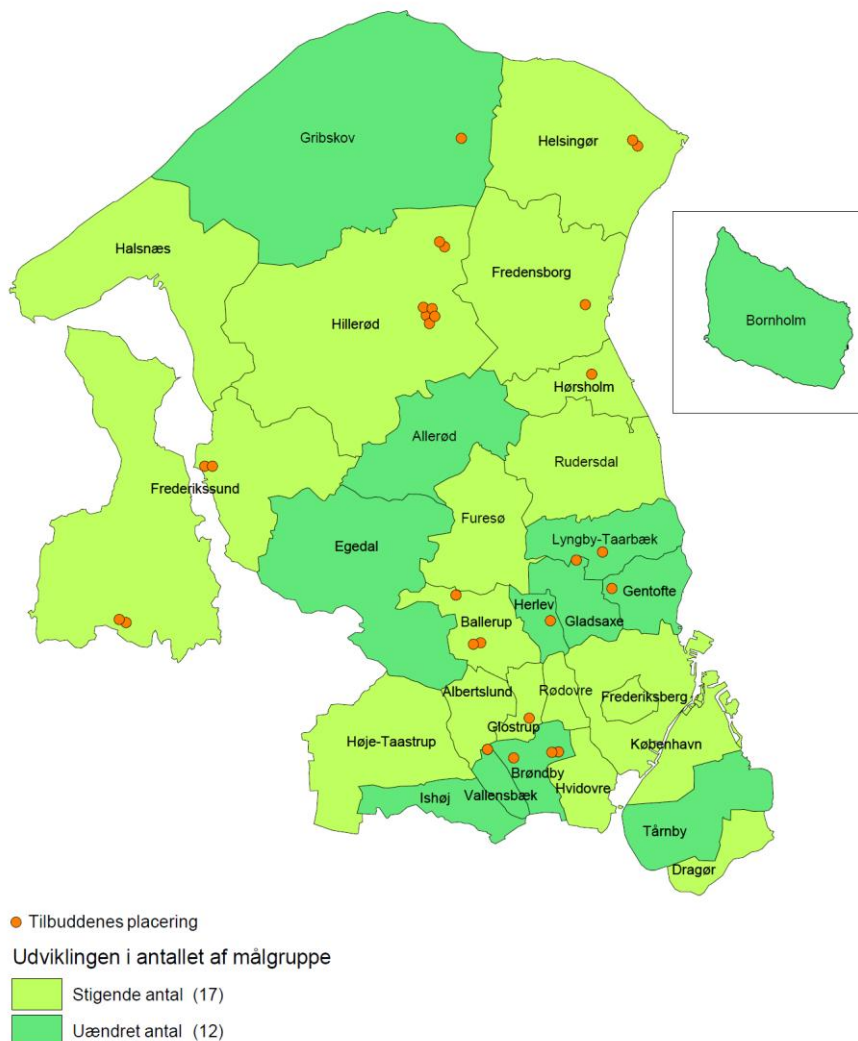 Gribskov
Helsingør
Halsnæs
Fredensborg
Bornholm
Hillerød
Hørsholm
Allerød
Rudersdal
Frederikssund
Furesø
Egedal
Lyngby-Taarbæk
Gentofte
Herlev
Ballerup
Gladsaxe
Albertslund
Rødovre
Frederiksberg
Glostrup
Høje-Taastrup
København
Brøndby
Hvidovre
Vallensbæk
Ishøj
Tårnby
Dragør
Tilbuddenes placering
Udviklingen i antallet af målgruppe
Stigende antal (17)
Uændret antal (12)